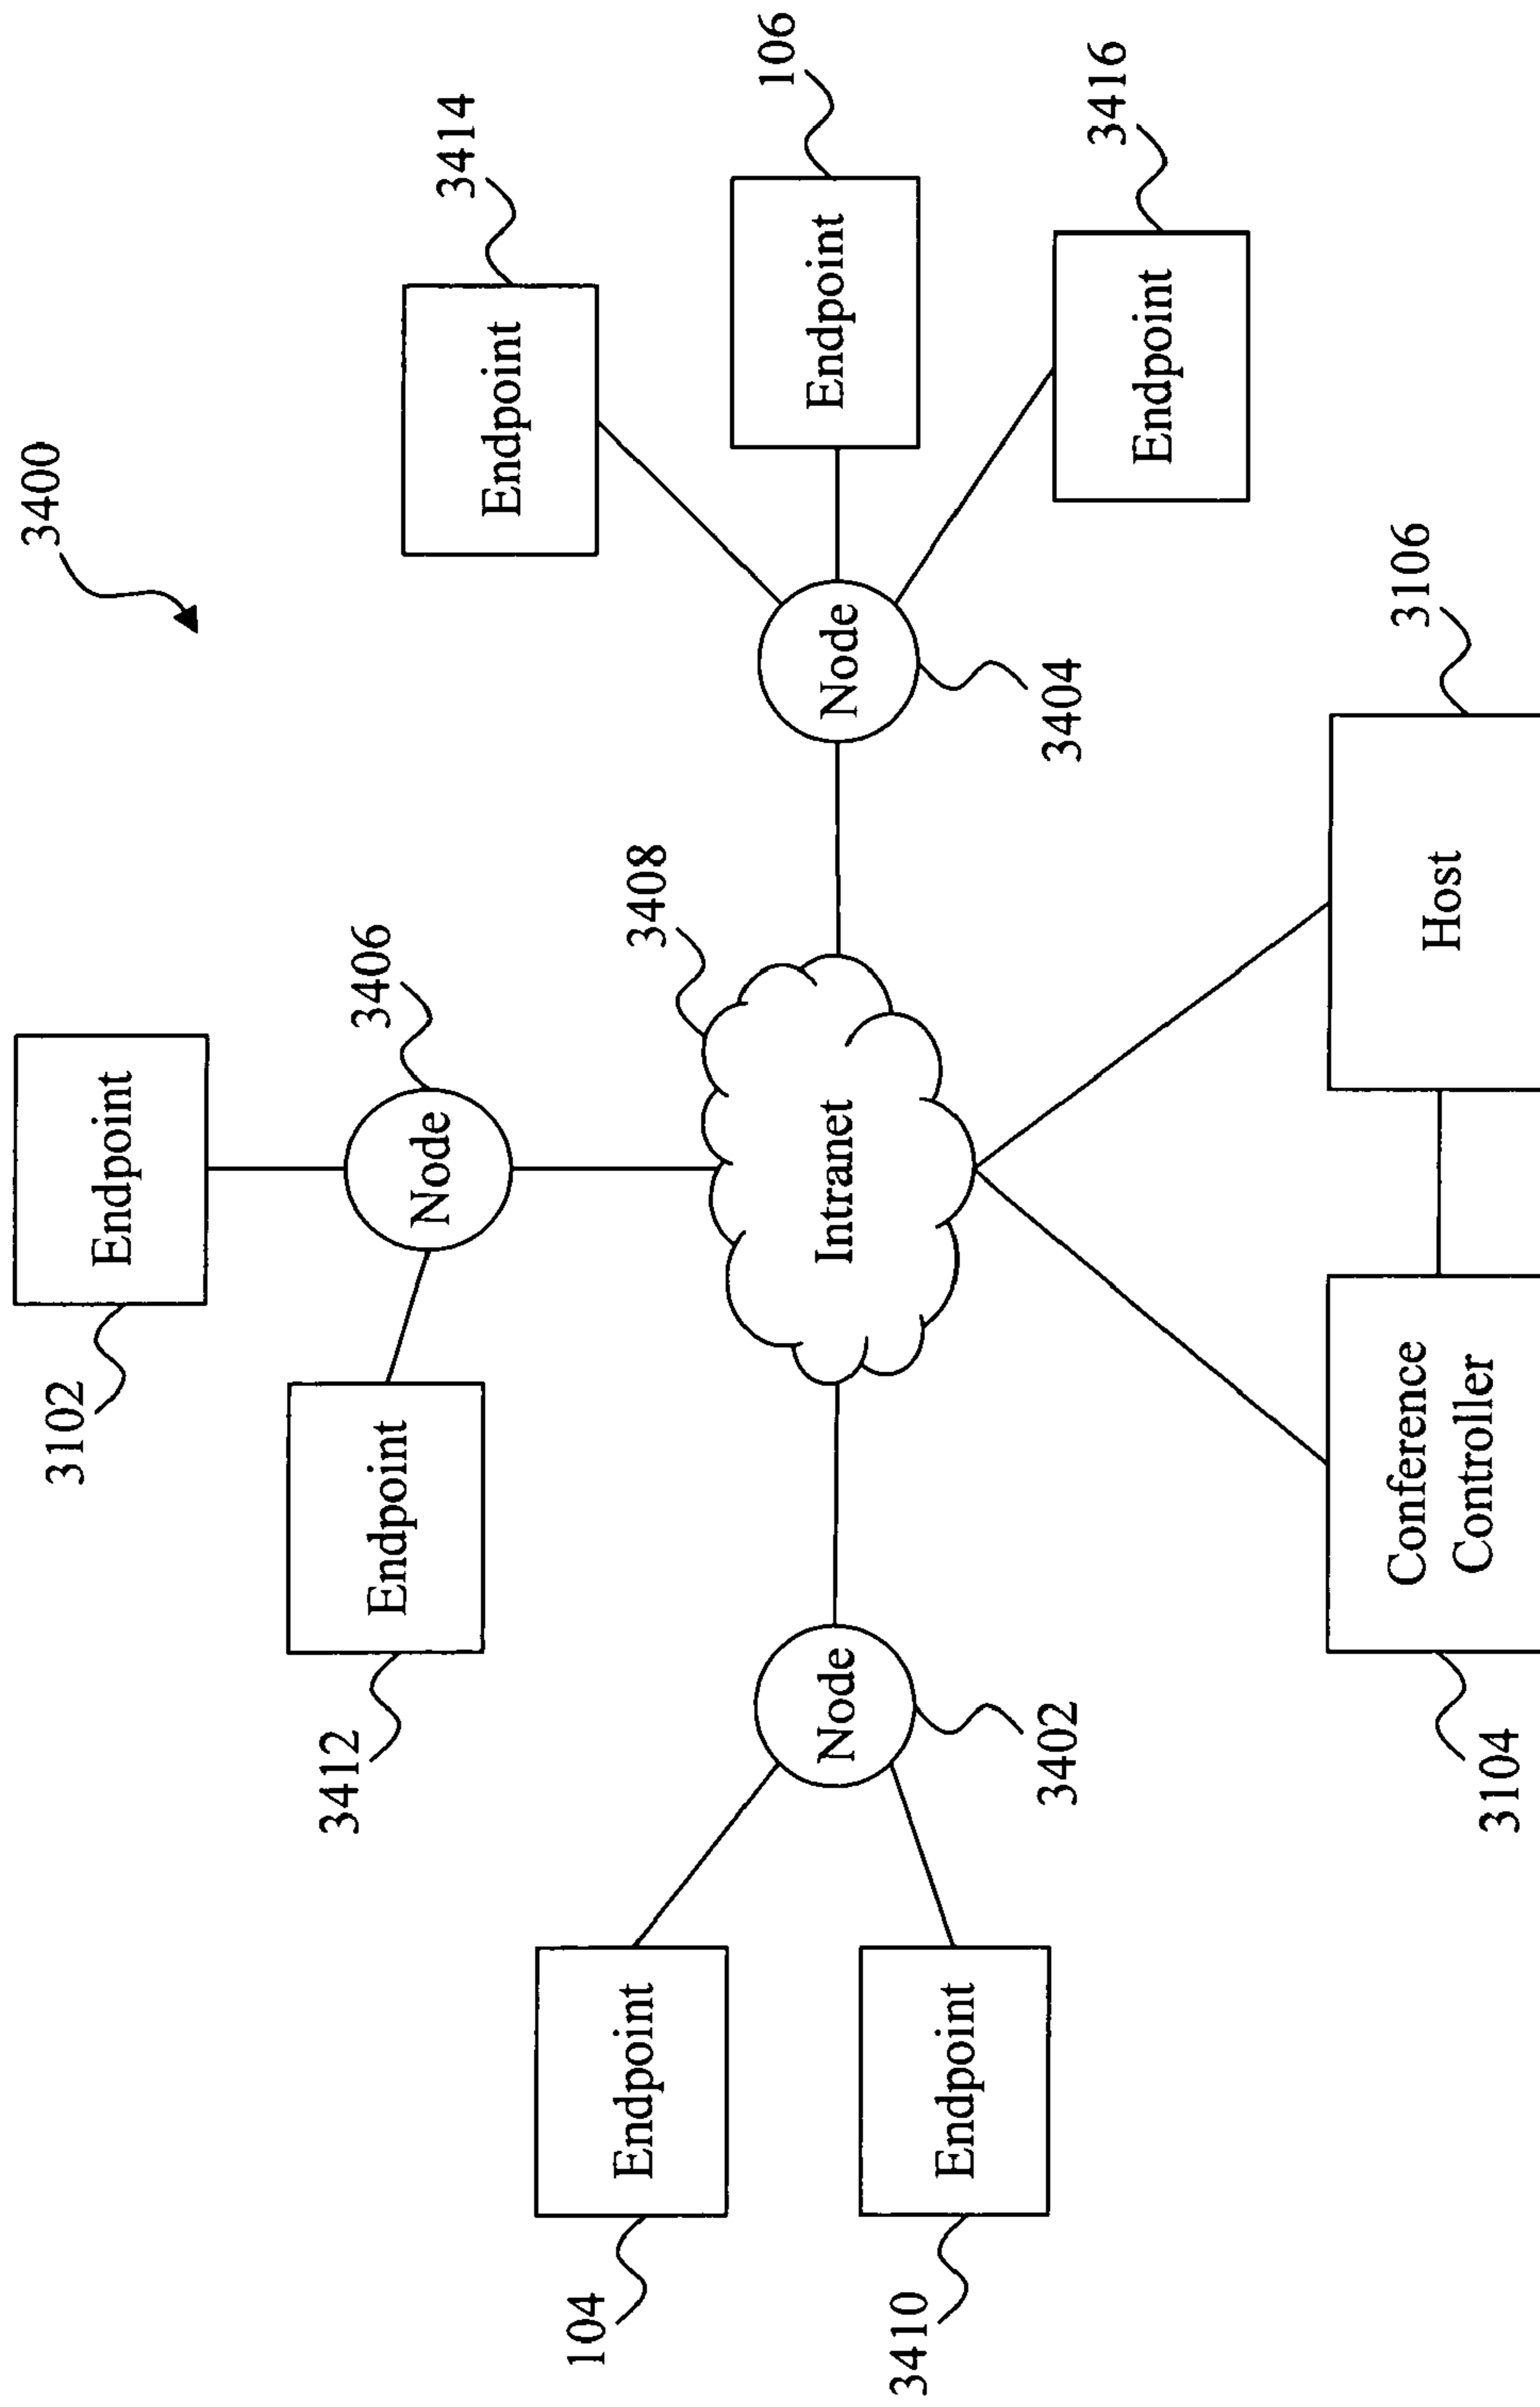 3400
3102
Endpoint
3412
Endpoint
Node
3406
Endpoint
3414
104
Endpoint
3408
Endpoint
106
Node
3402
Intranet
Node
3404
3410
Endpoint
Endpoint
3416
3104
Conference
Controller
Host
3106